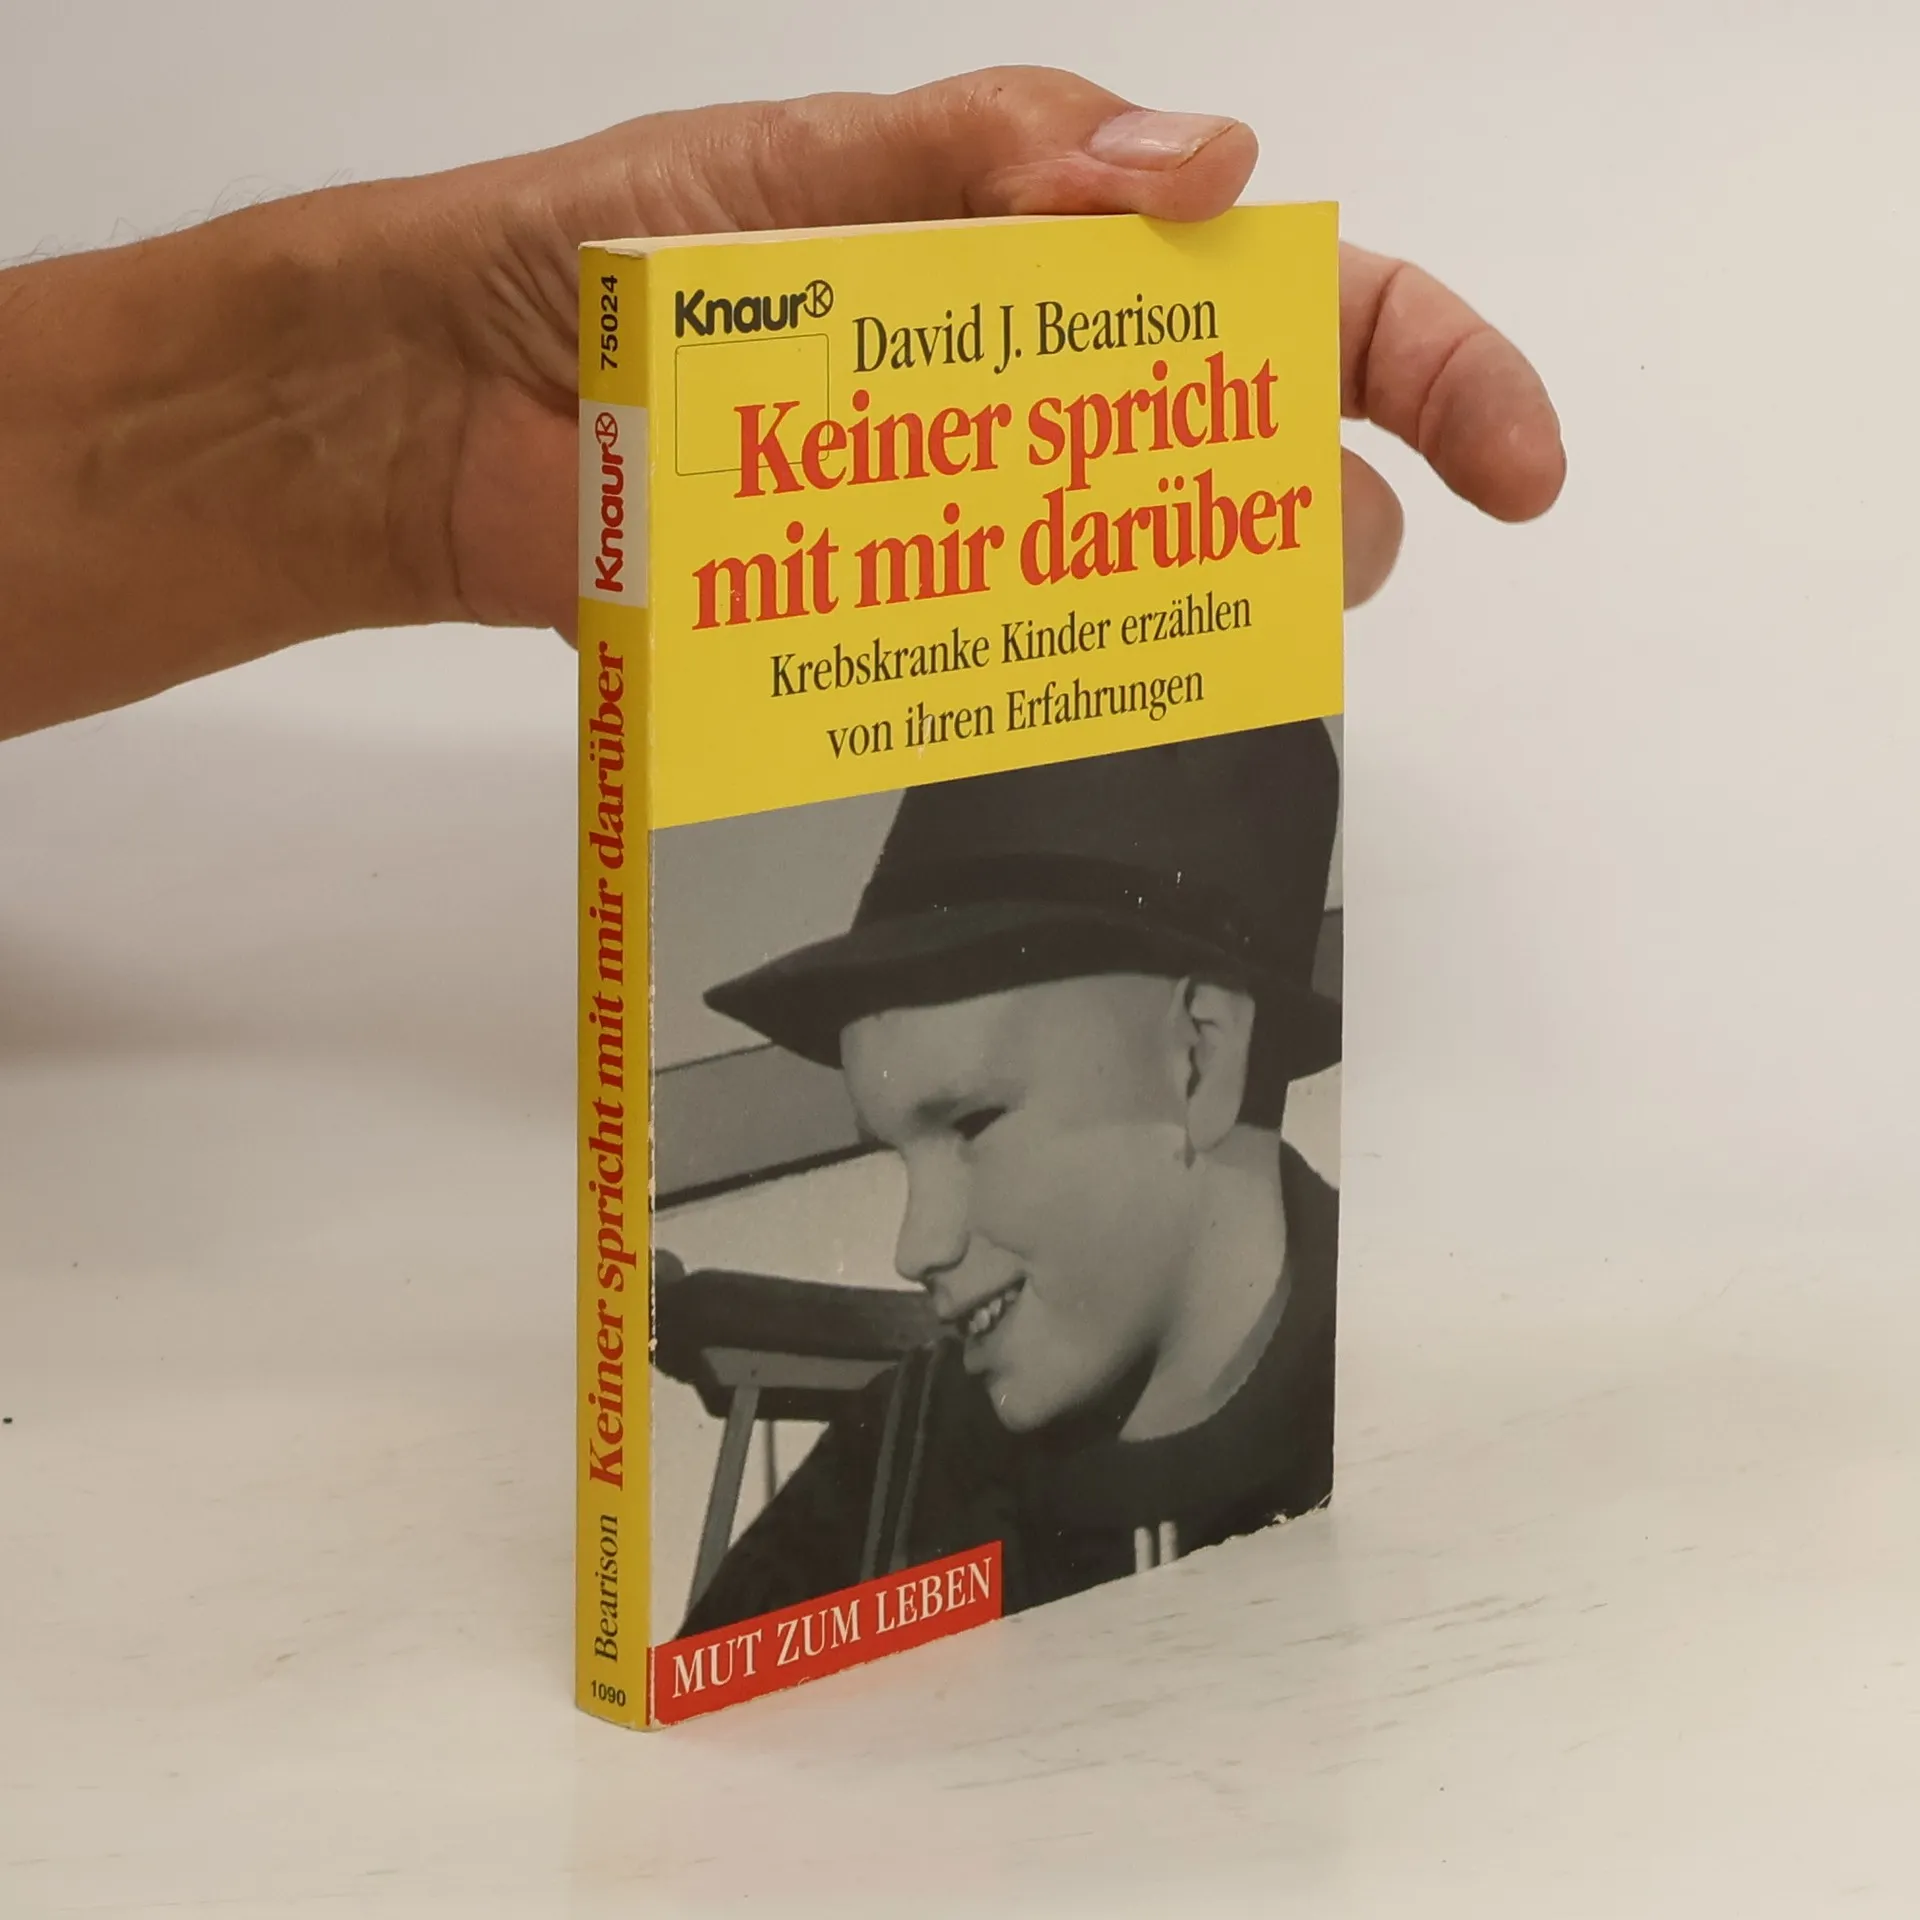 Knaur
David J. Bearison
Keiner spricht
mit mir darüber
Krebskranke Kinder erzählen
von ihren Erfahrungen
MUT ZUM LEBEN
75024
Knaur
Bearison Keiner spricht mit mir darüber
1090